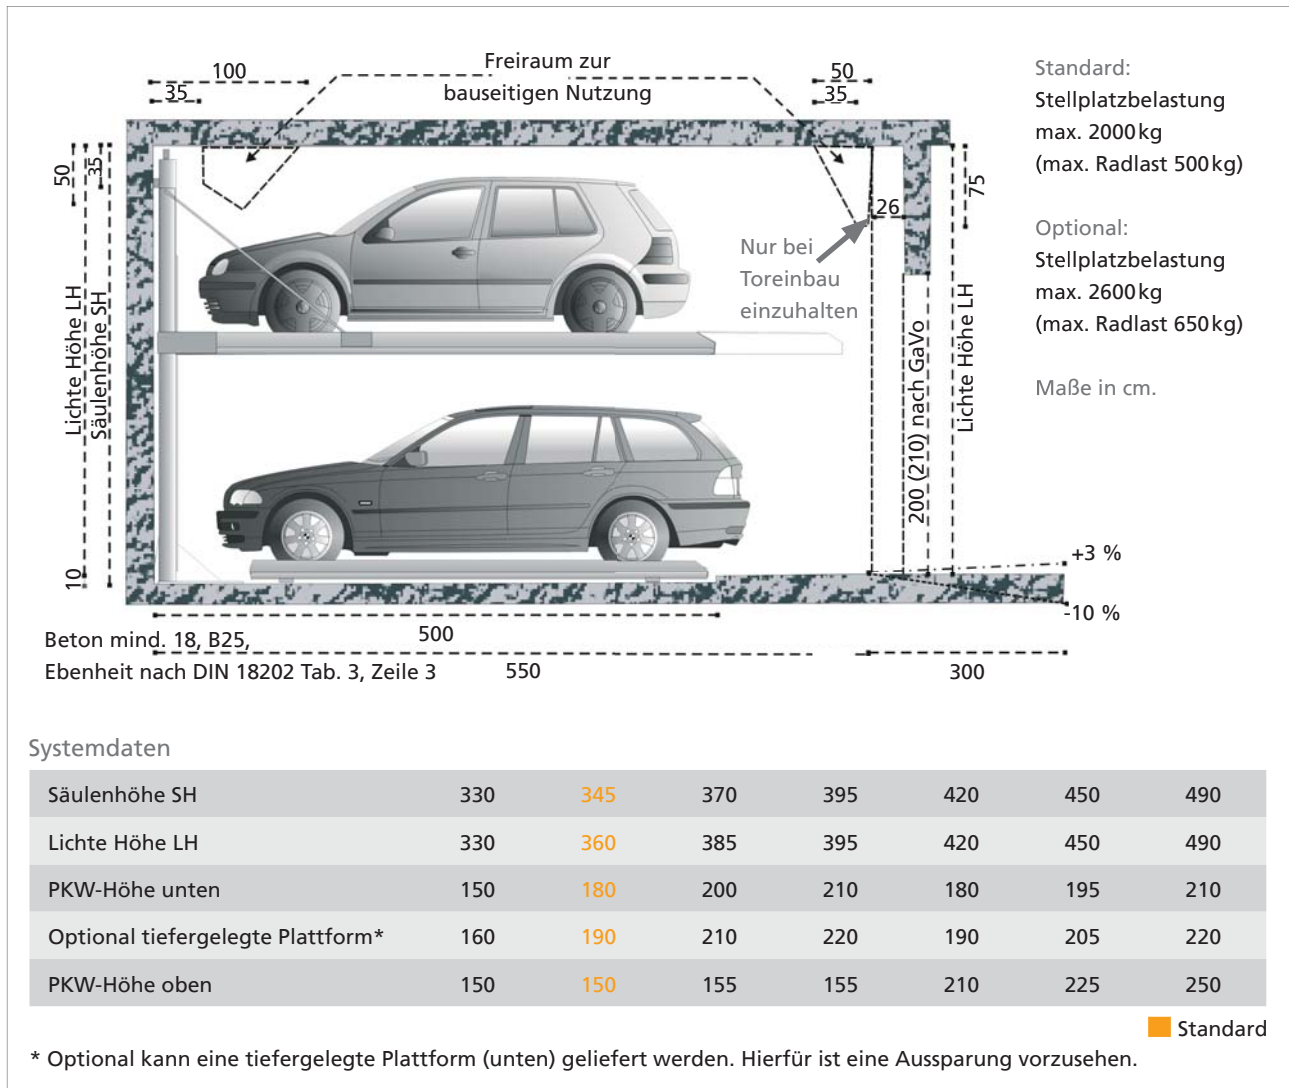 100
35
Freiraum zur
bauseitigen Nutzung
50
35
Standard:
Stellplatzbelastung
max. 2000 kg
(max. Radlast 500 kg)
Optional:
Stellplatzbelastung
max. 2600 kg
(max. Radlast 650 kg)
Maße in cm.
50
35
Lichte Höhe LH
Säulenhöhe SH
10
26
75
Nur bei
Toreinbau
einzuhalten
200 (210) nach GaVo
Lichte Höhe LH
+3 %
-10 %
Beton mind. 18, B25,
Ebenheit nach DIN 18202 Tab. 3, Zeile 3
500
550
300
Systemdaten
Säulenhöhe SH 330 345 370 395 420 450 490
Lichte Höhe LH 330 360 385 395 420 450 490
PKW-Höhe unten 150 180 200 210 180 195 210
Optional tiefergelegte Plattform* 160 190 210 220 190 205 220
PKW-Höhe oben 150 150 155 155 210 225 250
Standard
* Optional kann eine tiefergelegte Plattform (unten) geliefert werden. Hierfür ist eine Aussparung vorzusehen.